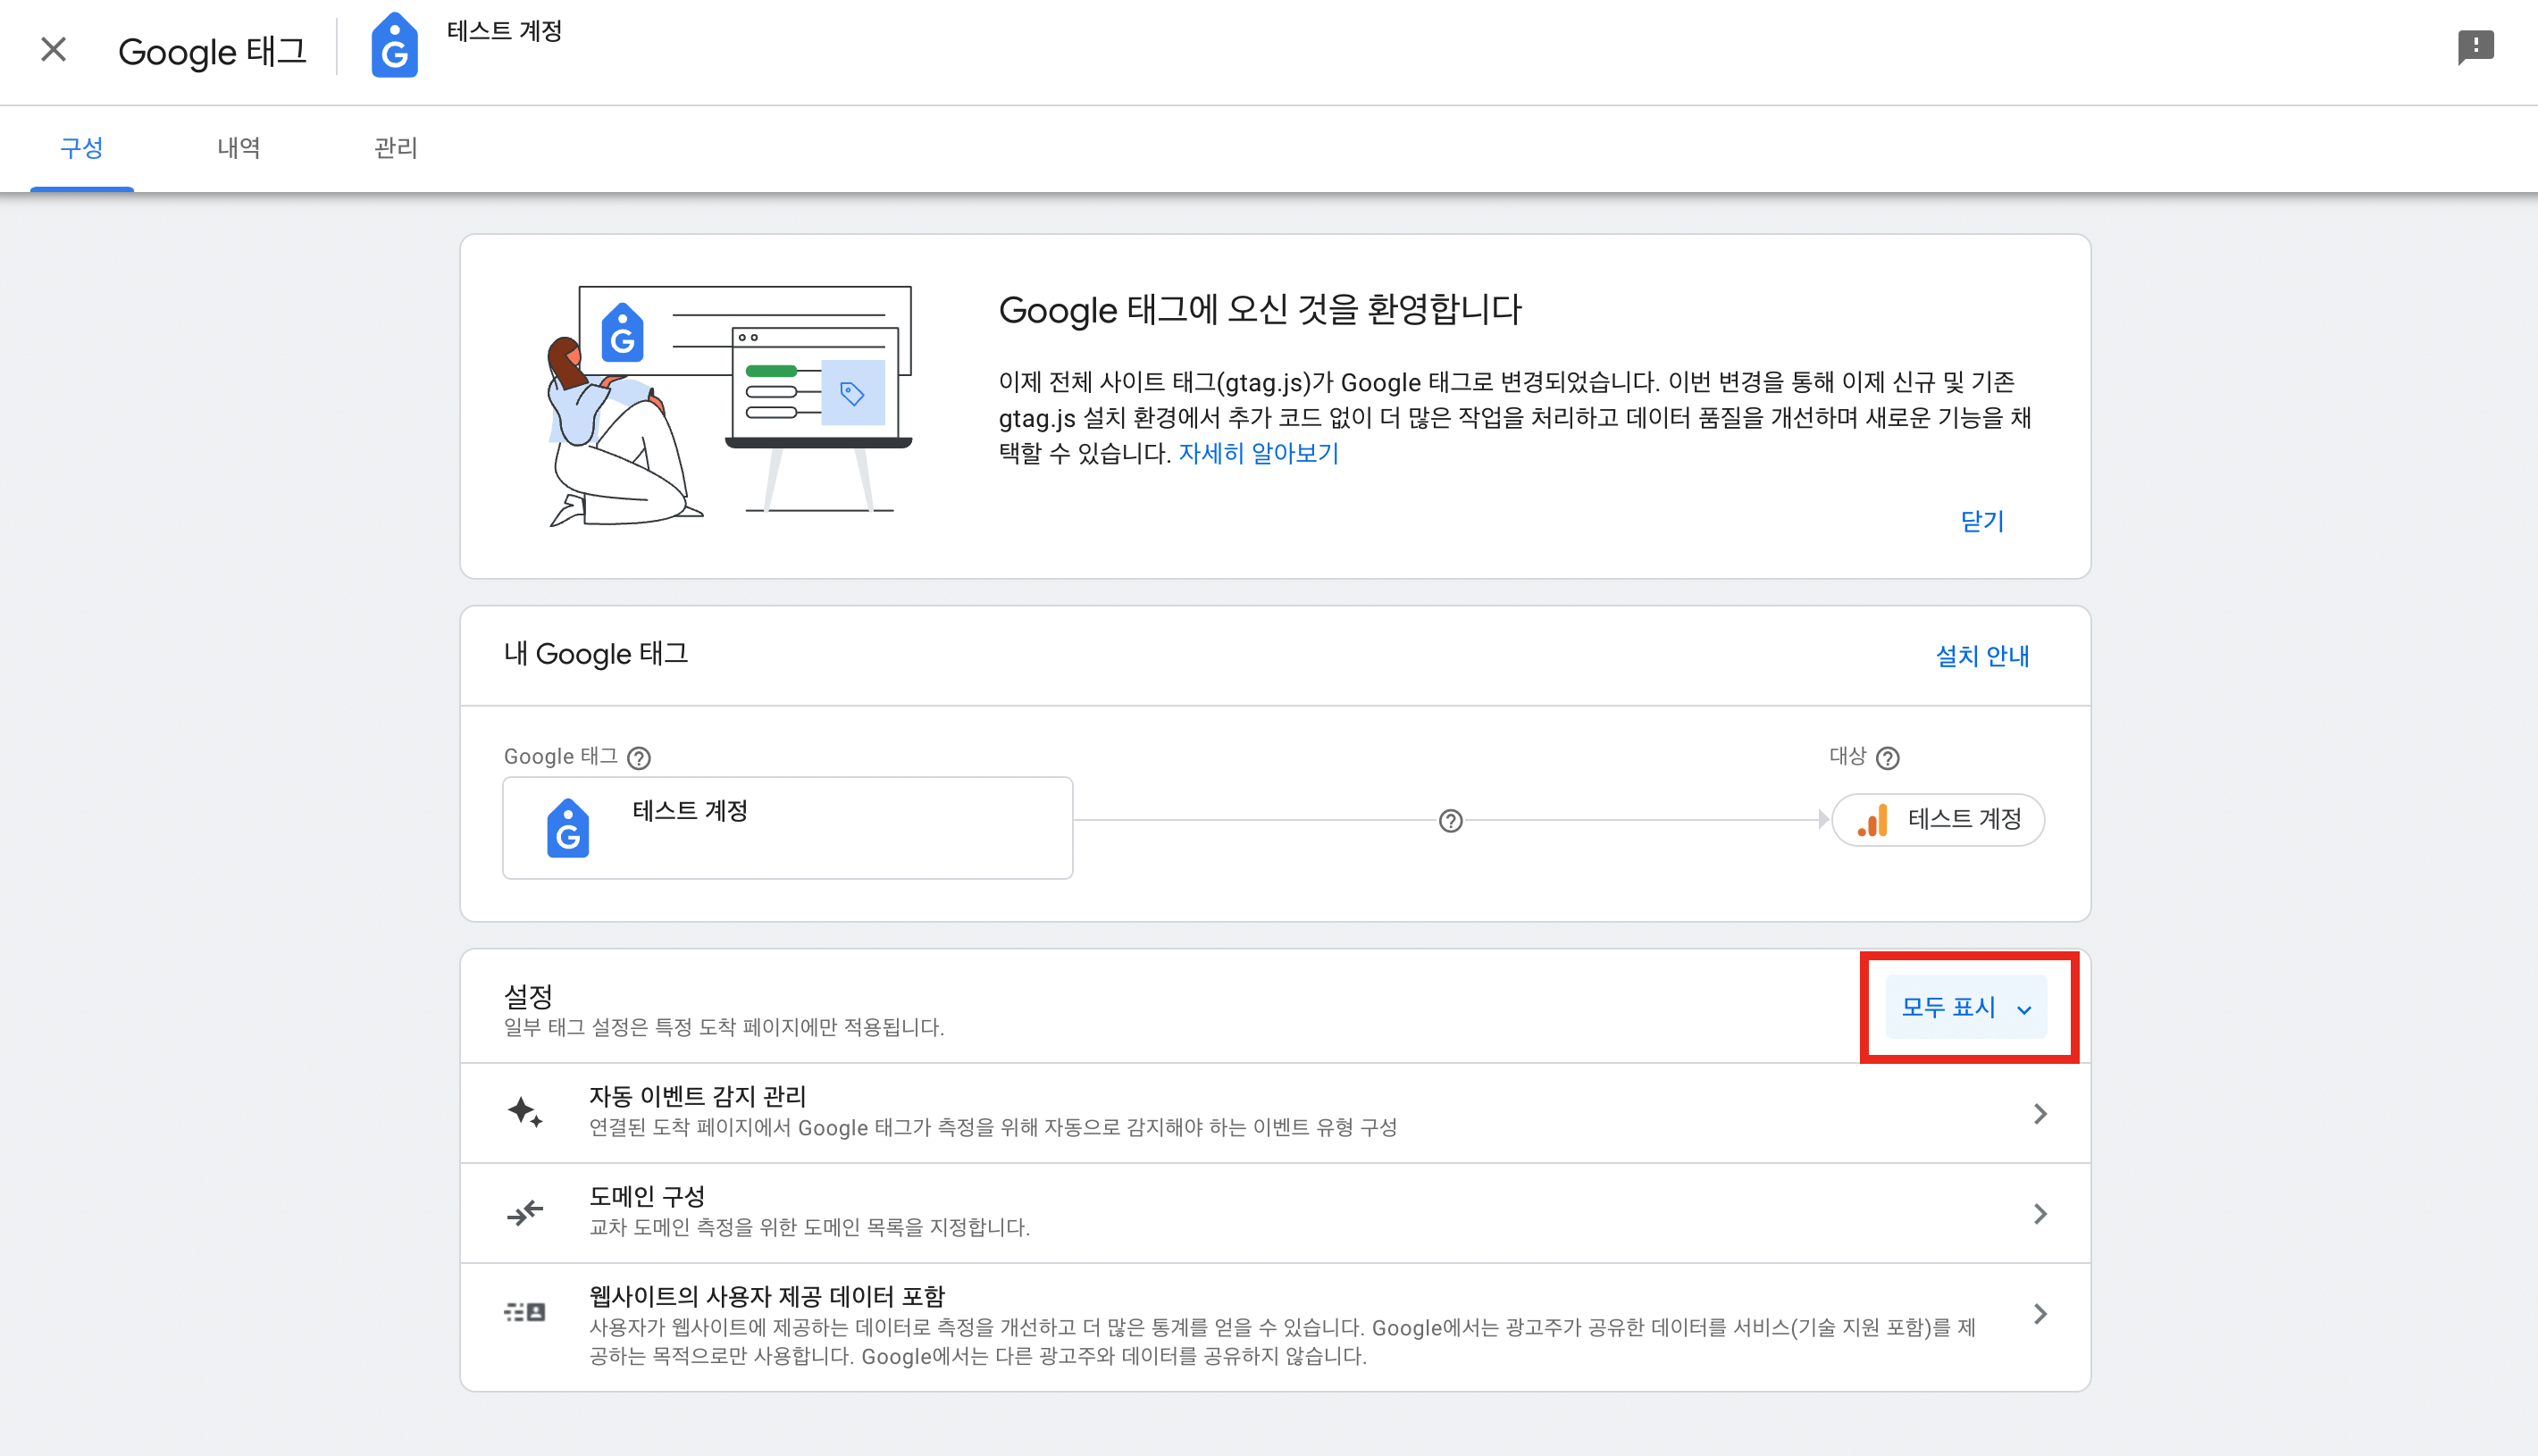 Google 태그
테스트 계정
구성
내역
관리
Google 태그에 오신 것을 환영합니다
이제 전체 사이트 태그(gtag.js)가 Google 태그로 변경되었습니다. 이번 변경을 통해 이제 신규 및 기존
gtag.js 설치 환경에서 추가 코드 없이 더 많은 작업을 처리하고 데이터 품질을 개선하며 새로운 기능을 채
택할 수 있습니다. 자세히 알아보기
닫기
내 Google 태그
설치 안내
Google 태그
대상
테스트 계정
테스트 계정
설정
모두 표시
일부 태그 설정은 특정 도착 페이지에만 적용됩니다.
자동 이벤트 감지 관리
연결된 도착 페이지에서 Google 태그가 측정을 위해 자동으로 감지해야 하는 이벤트 유형 구성
도메인 구성
교차 도메인 측정을 위한 도메인 목록을 지정합니다.
웹사이트의 사용자 제공 데이터 포함
사용자가 웹사이트에 제공하는 데이터로 측정을 개선하고 더 많은 통계를 얻을 수 있습니다. Google에서는 광고주가 공유한 데이터를 서비스(기술 지원 포함)를 제
공하는 목적으로만 사용합니다. Google에서는 다른 광고주와 데이터를 공유하지 않습니다.